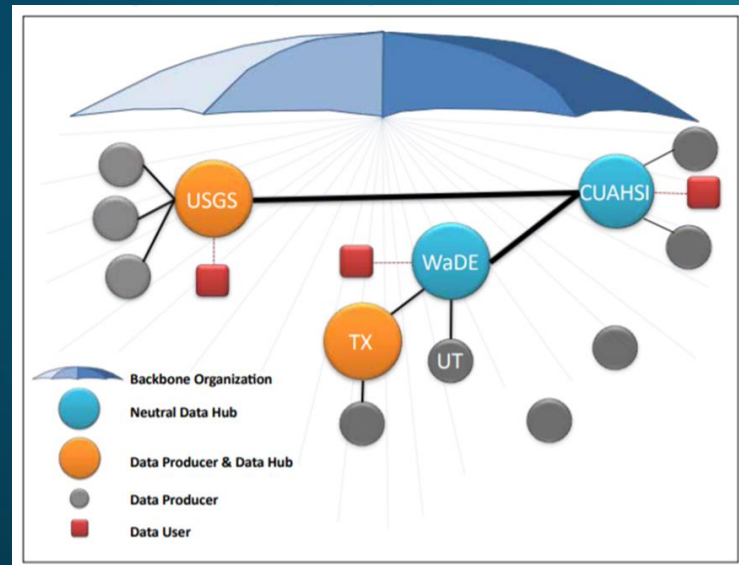 USGS
CUAHSI
WaDE
TX
UT
Backbone Organization
Neutral Data Hub
Data Producer & Data Hub
Data Producer
Data User